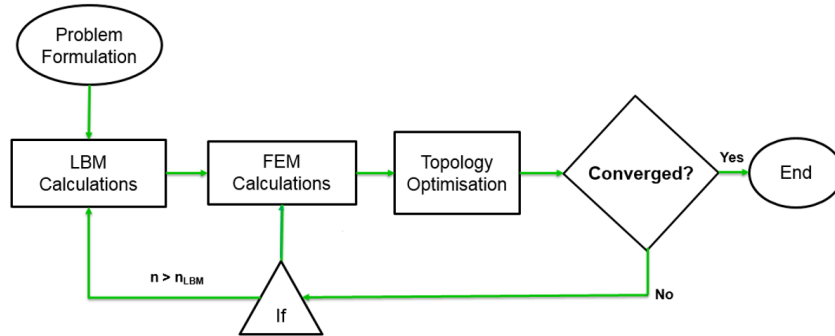 Problem
Formulation
LBM
Calculations
FEM
Calculations
Topology
Optimisation
Converged?
Yes
End
No
n > nLBM
If